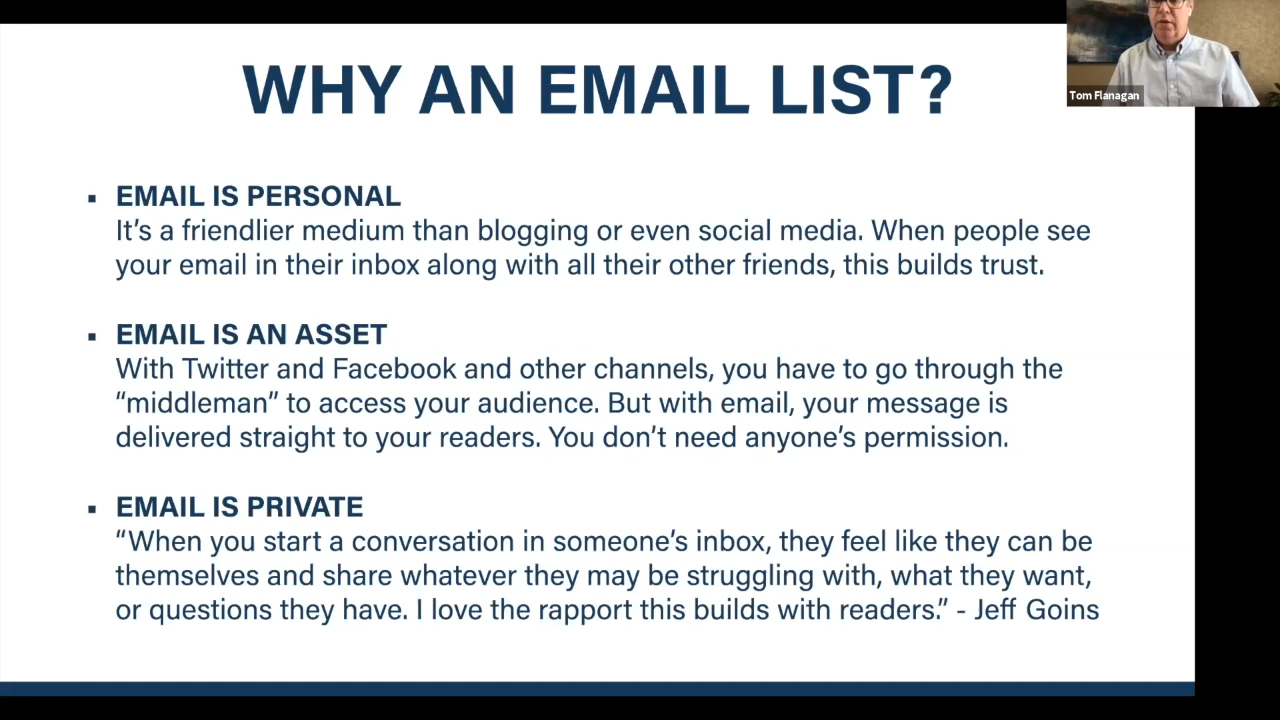 WHY AN EMAIL LIST?
Tom Flanagan
▪ EMAIL IS PERSONAL
It’s a friendlier medium than blogging or even social media. When people see
your email in their inbox along with all their other friends, this builds trust.
▪ EMAIL IS AN ASSET
With Twitter and Facebook and other channels, you have to go through the
“middleman” to access your audience. But with email, your message is
delivered straight to your readers. You don’t need anyone’s permission.
▪ EMAIL IS PRIVATE
“When you start a conversation in someone’s inbox, they feel like they can be
themselves and share whatever they may be struggling with, what they want,
or questions they have. I love the rapport this builds with readers.” - Jeff Goins